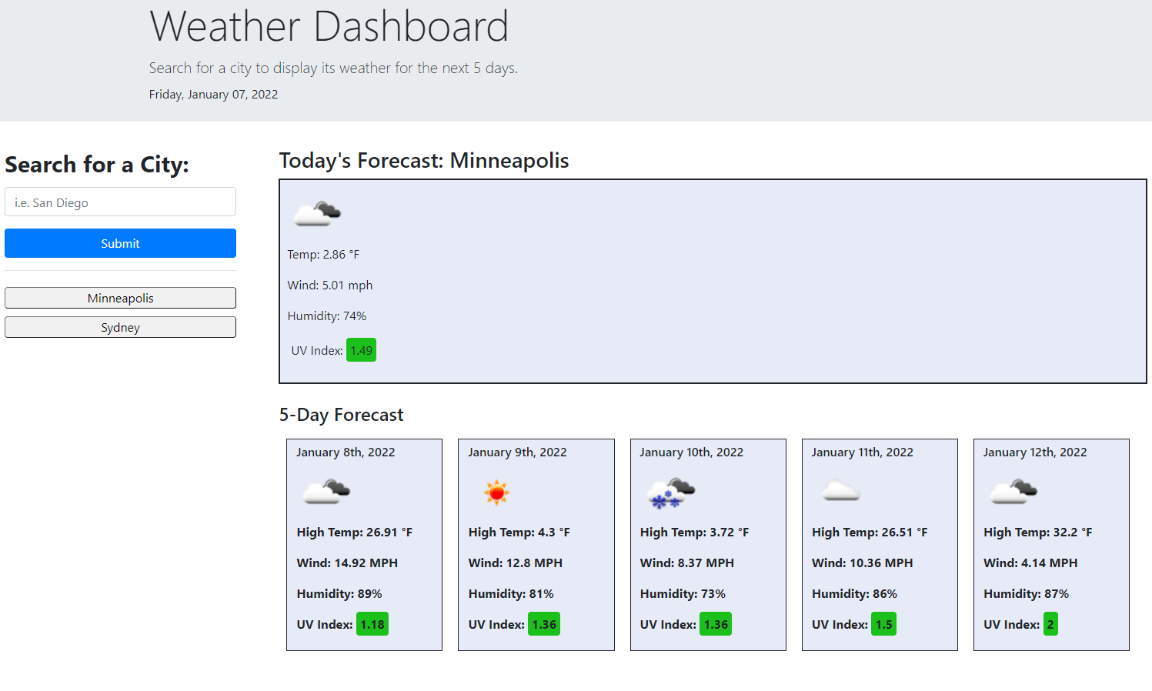 Weather Dashboard
Search for a city to display its weather for the next 5 days.
Friday, January 07, 2022
Search for a City:
i.e. San Diego
Submit
Minneapolis
Sydney
Today's Forecast: Minneapolis
Temp: 2.86 °F
Wind: 5.01 mph
Humidity: 74%
UV Index: 1.49
5-Day Forecast
January 8th, 2022
High Temp: 26.91 °F
Wind: 14.92 MPH
Humidity: 89%
UV Index: 1.18
January 9th, 2022
High Temp: 4.3 °F
Wind: 12.8 MPH
Humidity: 81%
UV Index: 1.36
January 10th, 2022
High Temp: 3.72 °F
Wind: 8.37 MPH
Humidity: 73%
UV Index: 1.36
January 11th, 2022
High Temp: 26.51 °F
Wind: 10.36 MPH
Humidity: 86%
UV Index: 1.5
January 12th, 2022
High Temp: 32.2 °F
Wind: 4.14 MPH
Humidity: 87%
UV Index: 2